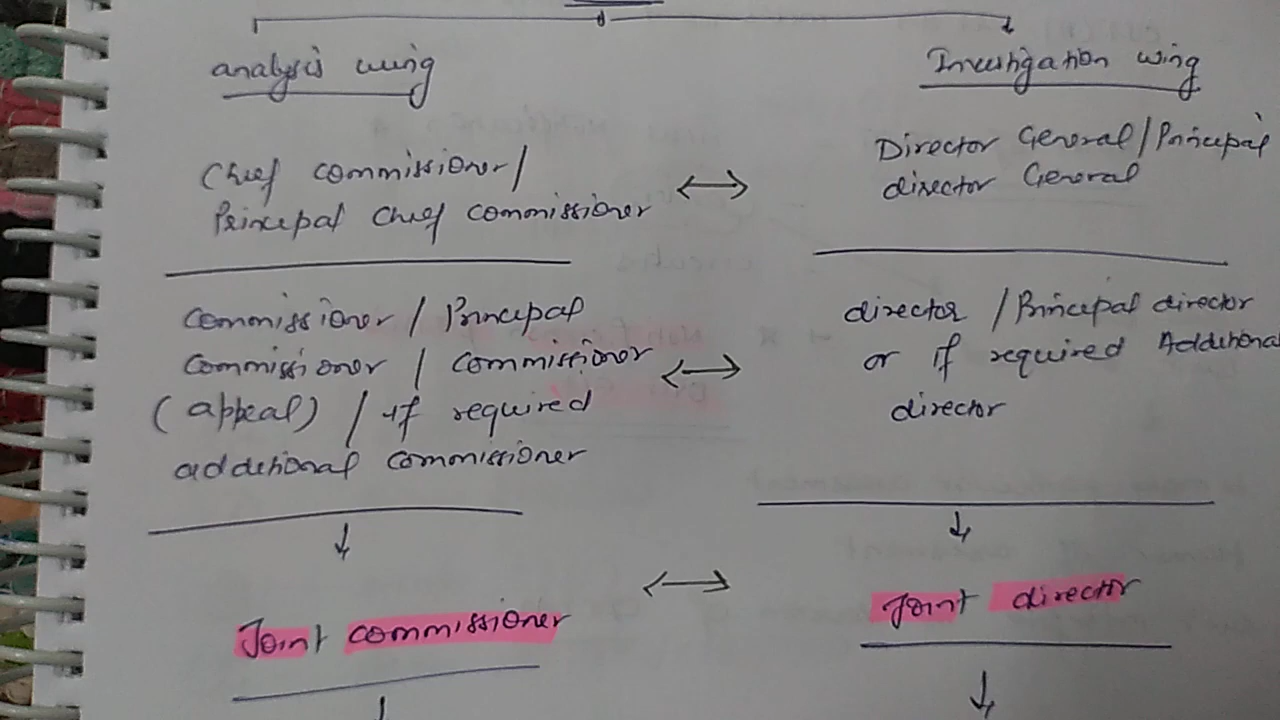 analysis wing
Investigation wing
Chief commissioner/
Principal Chief commissioner
Director General/Principal
director General
commissioner / Principal
commissioner / commissioner
(appeal) / if required
additional commissioner
director / Principal director
or if required Additional
director
Joint commissioner
Joint director